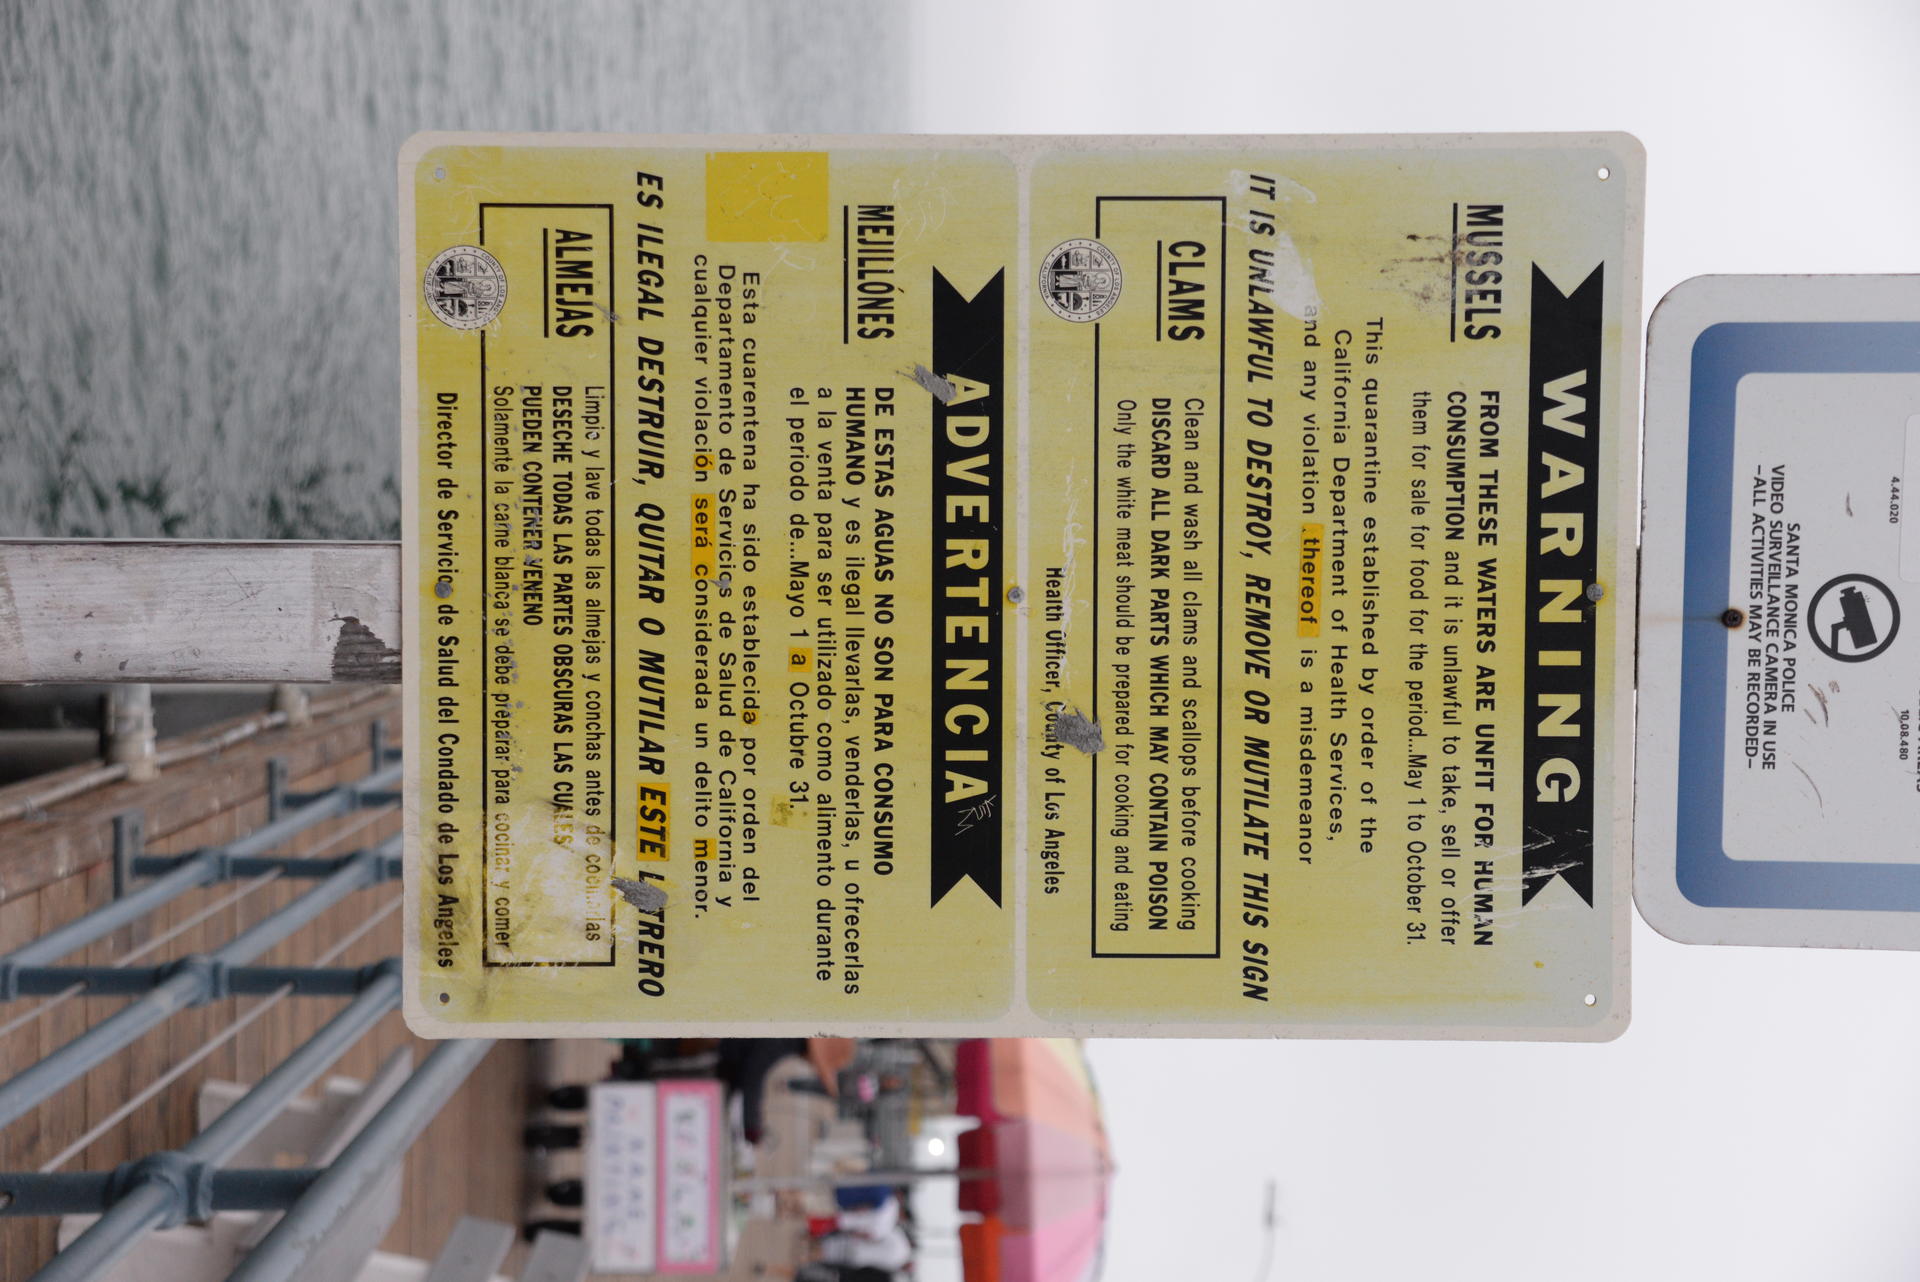 4.44.020
10.08.480
SANTA MONICA POLICE
VIDEO SURVEILLANCE CAMERA IN USE
–ALL ACTIVITIES MAY BE RECORDED–
WARNING
MUSSELS
FROM THESE WATERS ARE UNFIT FOR HUMAN
CONSUMPTION and it is unlawful to take, sell or offer
them for sale for food for the period...May 1 to October 31.
This quarantine established by order of the
California Department of Health Services,
and any violation thereof is a misdemeanor
IT IS UNLAWFUL TO DESTROY, REMOVE OR MUTILATE THIS SIGN
CLAMS
Clean and wash all clams and scallops before cooking
DISCARD ALL DARK PARTS WHICH MAY CONTAIN POISON
Only the white meat should be prepared for cooking and eating
Health Officer, County of Los Angeles
ADVERTENCIA
MEJILLÓNES
DE ESTAS AGUAS NO SON PARA CONSUMO
HUMANO y es ilegal llevarlas, venderlas, u ofrecerlas
a la venta para ser utilizado como alimento durante
el periodo de...Mayo 1 a Octubre 31.
Esta cuarentena ha sido establecida por orden del
Departamento de Servicios de Salud de California y
cualquier violación será considerada un delito menor.
ES ILEGAL DESTRUIR, QUITAR O MUTILAR ESTE LETRERO
ALMEJAS
Limpie y lave todas las almejas y conchas antes de cocinarlas
DESECHE TODAS LAS PARTES OBSCURAS LAS CUALES
PUEDEN CONTENER VENENO
Solamente la carne blanca se debe preparar para cocinar y comer
Director de Servicios de Salud del Condado de Los Angeles